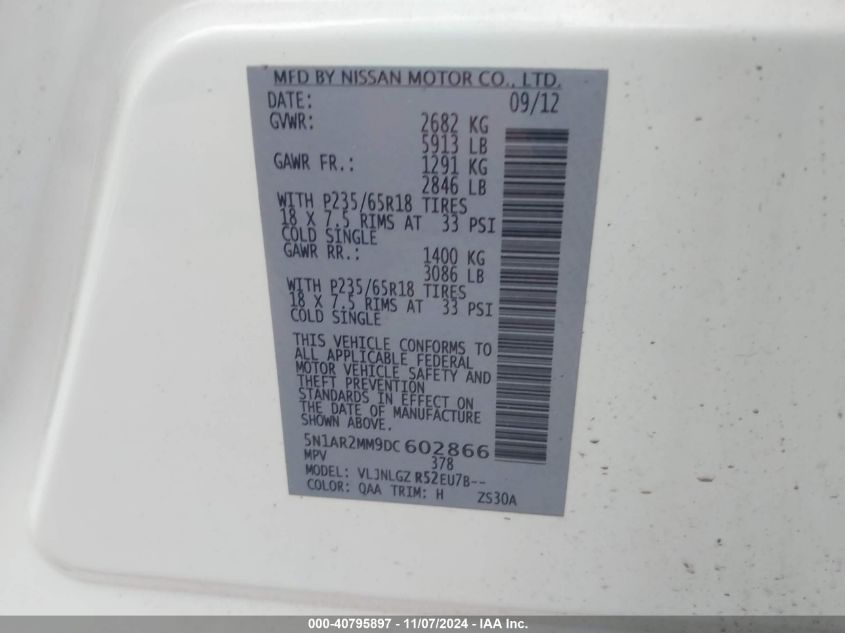 MFD BY NISSAN MOTOR CO., LTD.
DATE: 09/12
GVWR: 2682 KG
5913 LB
GAWR FR.: 1291 KG
2846 LB
WITH P235/65R18 TIRES
18 X 7.5 RIMS AT 33 PSI
COLD SINGLE
GAWR RR.: 1400 KG
3086 LB
WITH P235/65R18 TIRES
18 X 7.5 RIMS AT 33 PSI
COLD SINGLE
THIS VEHICLE CONFORMS TO
ALL APPLICABLE FEDERAL
MOTOR VEHICLE SAFETY AND
THEFT PREVENTION
STANDARDS IN EFFECT ON
THE DATE OF MANUFACTURE
SHOWN ABOVE.
5N1AR2MM9DC602866
MPV 378
MODEL: VLJNLGZ R52EU7B--
COLOR: QAA TRIM: H ZS30A
000-40795897 - 11/07/2024 - IAA Inc.